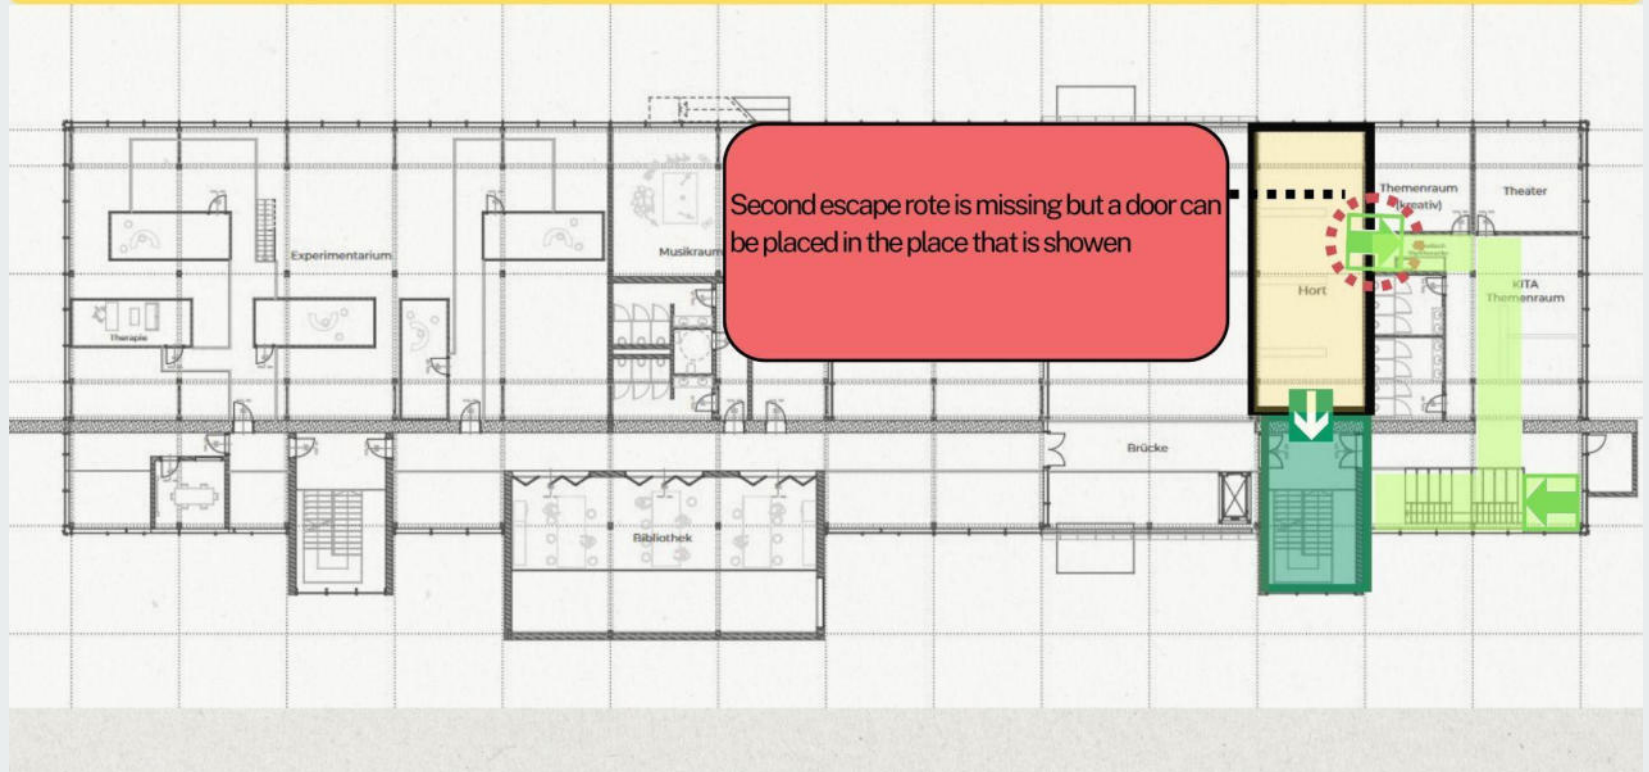 Second escape rote is missing but a door can
be placed in the place that is showen
Themenraum
(kreativ)
Theater
Experimentarium
Musikraum
Hort
KITA
Themenraum
Therapie
Brücke
Bibliothek